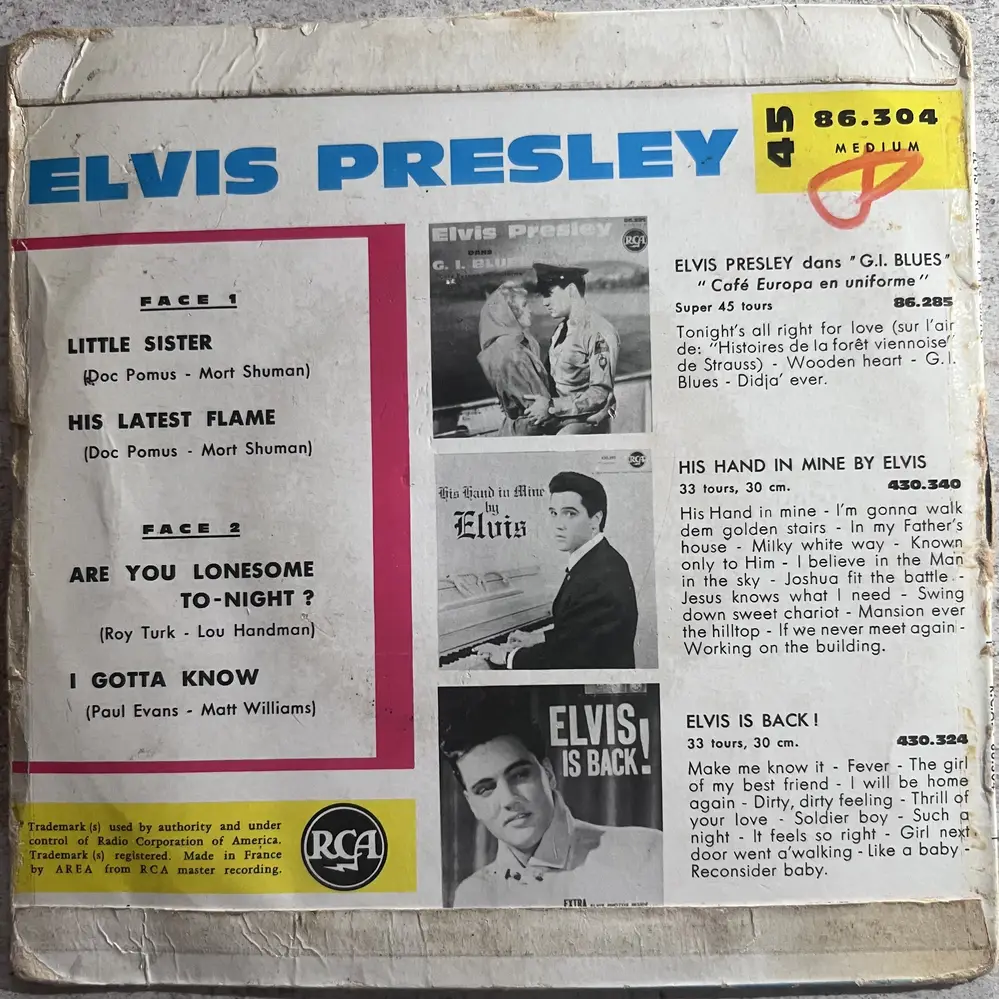 ELVIS PRESLEY
45
86.304
MEDIUM
FACE 1
LITTLE SISTER
(Doc Pomus - Mort Shuman)
HIS LATEST FLAME
(Doc Pomus - Mort Shuman)
FACE 2
ARE YOU LONESOME
TO-NIGHT ?
(Roy Turk - Lou Handman)
I GOTTA KNOW
(Paul Evans - Matt Williams)
Trademark (s) used by authority and under
control of Radio Corporation of America.
Trademark (s) registered. Made in France
by AREA from RCA master recording.
RCA
Elvis Presley
DANS
G. I. BLU
RCA
ELVIS PRESLEY dans "G.I. BLUES"
" Café Europa en uniforme "
Super 45 tours
86.285
Tonight's all right for love (sur l'air
de: "Histoires de la forêt viennoise"
de Strauss) - Wooden heart - G.I.
Blues - Didja' ever.
His Hand in Mine
by
Elvis
RCA
HIS HAND IN MINE BY ELVIS
33 tours, 30 cm.
430.340
His Hand in mine - I'm gonna walk
dem golden stairs - In my Father's
house - Milky white way - Known
only to Him - I believe in the Man
in the sky - Joshua fit the battle -
Jesus knows what I need - Swing
down sweet chariot - Mansion ever
the hilltop - If we never meet again -
Working on the building.
ELVIS
IS BACK!
EXTRA
ELVIS IS BACK !
33 tours, 30 cm.
430.324
Make me know it - Fever - The girl
of my best friend - I will be home
again - Dirty, dirty feeling - Thrill of
your love - Soldier boy - Such a
night - It feels so right - Girl next
door went a'walking - Like a baby -
Reconsider baby.